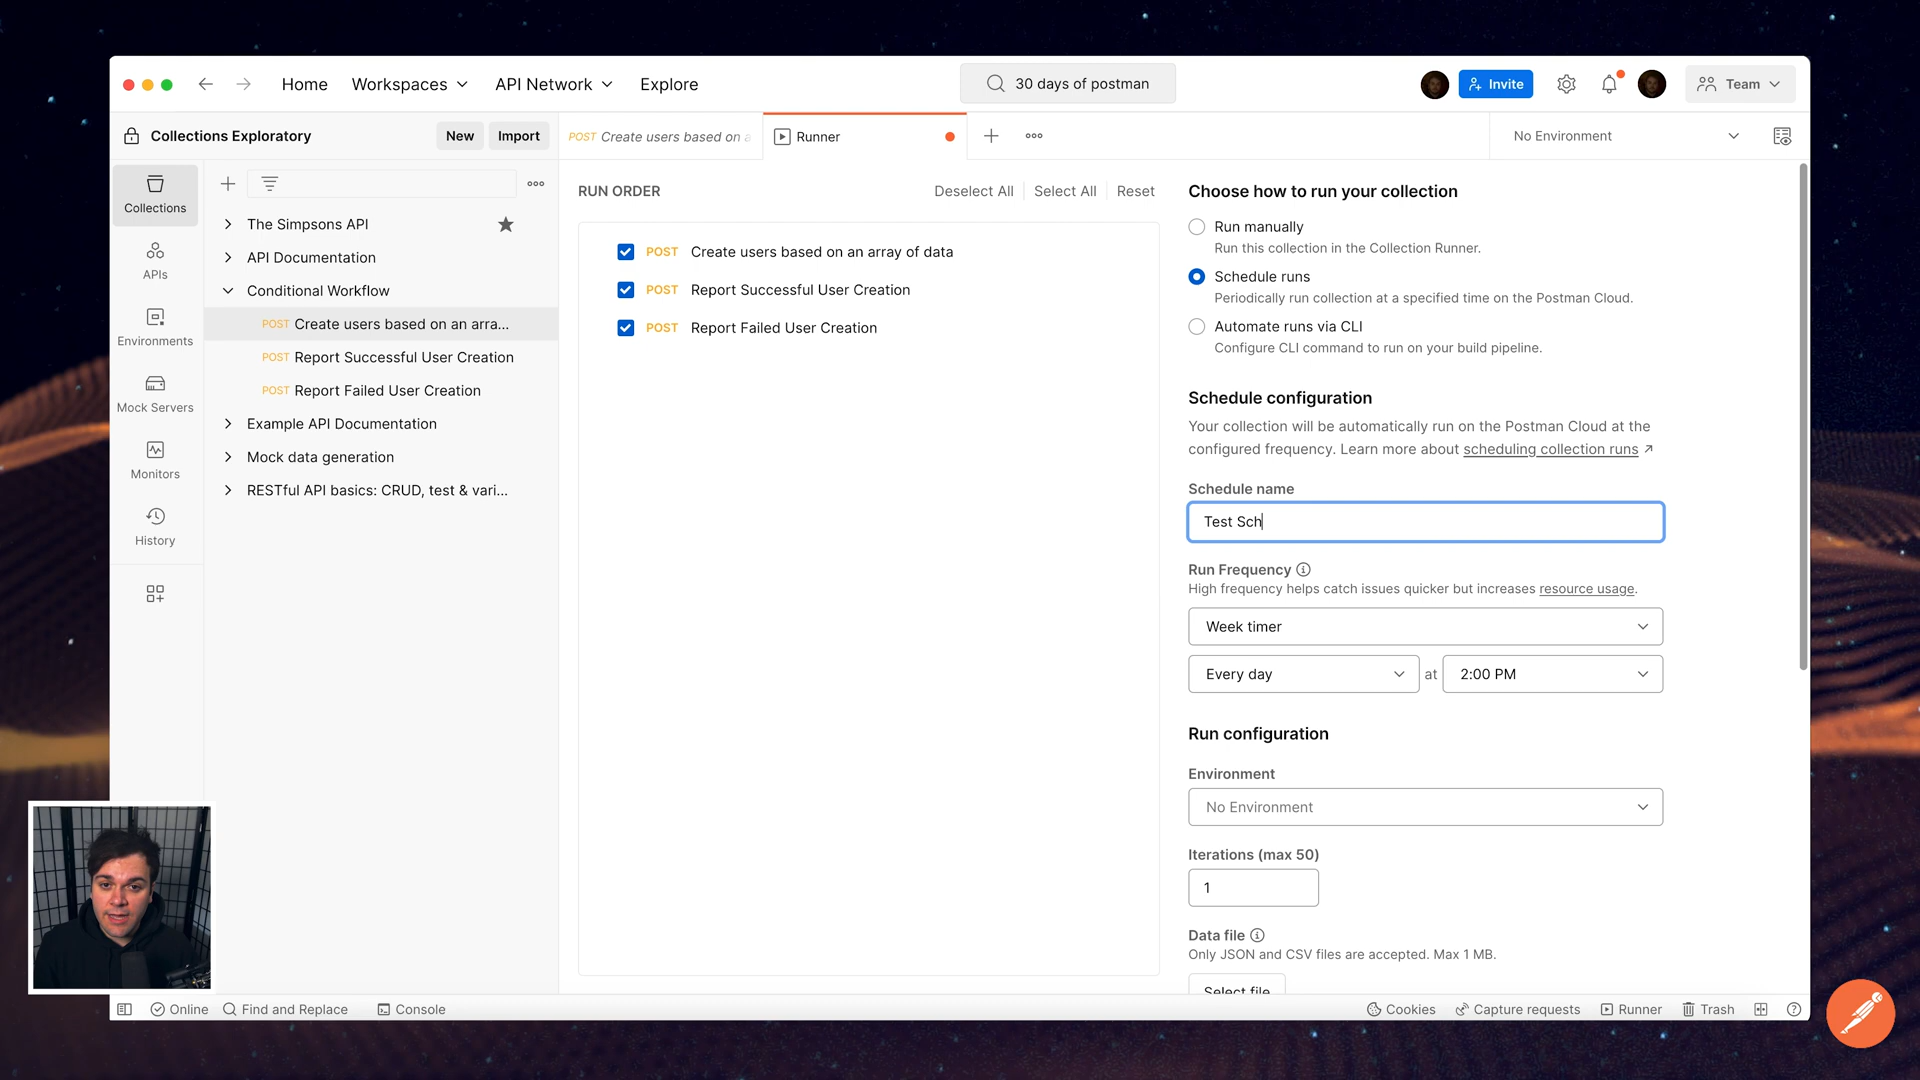 Home
Workspaces
API Network
Explore
30 days of postman
Invite
Team
Collections Exploratory
New
Import
POST Create users based on a
Runner
No Environment
Collections
APIs
Environments
Mock Servers
Monitors
History
The Simpsons API
API Documentation
Conditional Workflow
POST Create users based on an arra...
POST Report Successful User Creation
POST Report Failed User Creation
Example API Documentation
Mock data generation
RESTful API basics: CRUD, test & vari...
RUN ORDER
Deselect All
Select All
Reset
POST Create users based on an array of data
POST Report Successful User Creation
POST Report Failed User Creation
Choose how to run your collection
Run manually
Run this collection in the Collection Runner.
Schedule runs
Periodically run collection at a specified time on the Postman Cloud.
Automate runs via CLI
Configure CLI command to run on your build pipeline.
Schedule configuration
Your collection will be automatically run on the Postman Cloud at the
configured frequency. Learn more about scheduling collection runs
Schedule name
Test Sch
Run Frequency
High frequency helps catch issues quicker but increases resource usage.
Week timer
Every day
at
2:00 PM
Run configuration
Environment
No Environment
Iterations (max 50)
1
Data file
Only JSON and CSV files are accepted. Max 1 MB.
Select file
Online
Find and Replace
Console
Cookies
Capture requests
Runner
Trash